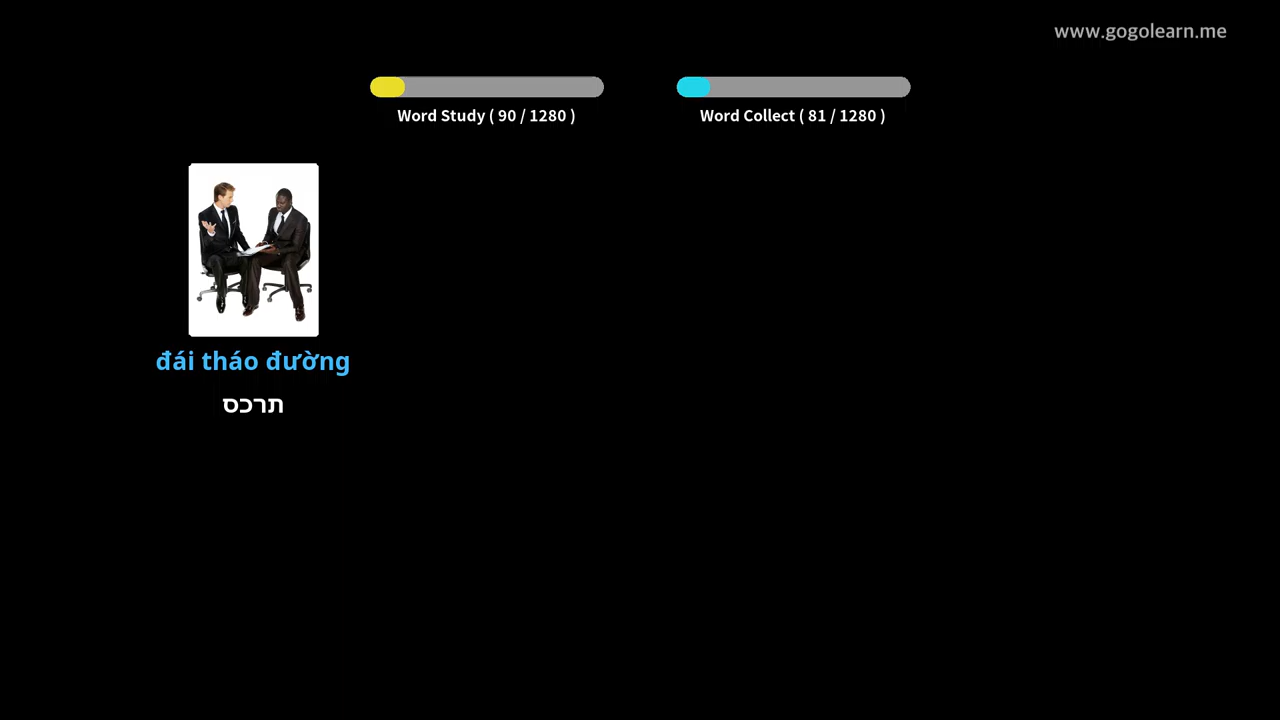 www.gogolearn.me
Word Study ( 90 / 1280 )
Word Collect ( 81 / 1280 )
đái tháo đường
תרכס